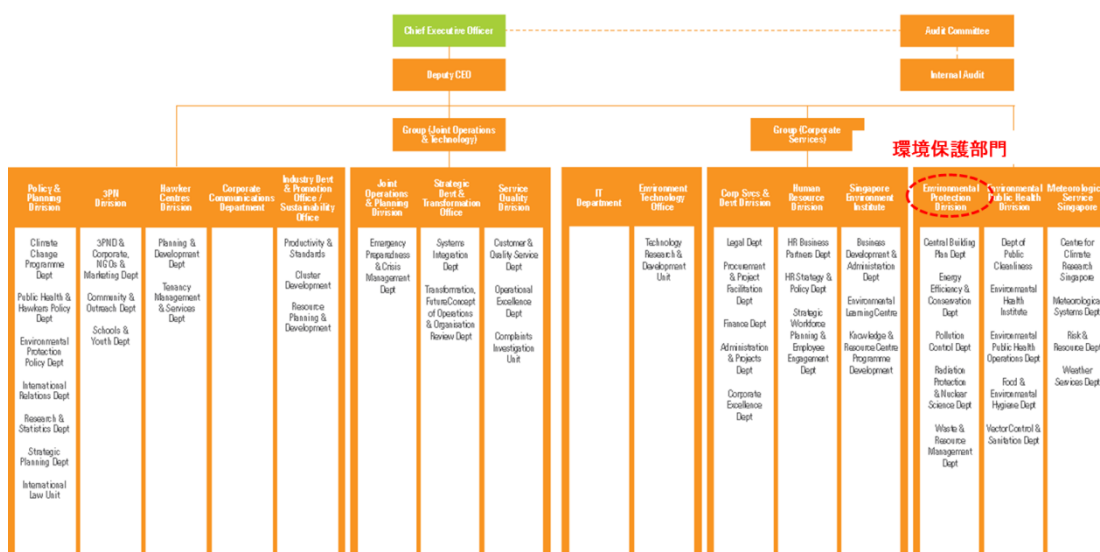 Chief Executive Officer
Audit Committee
Deputy CEO
Internal Audit
Group (Joint Operations
& Technology)
Group (Corporate
Services)
環境保護部門
Policy &
Planning
Division
3PN
Division
Hawker
Centres
Division
Corporate
Communications
Department
Industry Devt
& Promotion
Office /
Sustainability
Office
Joint
Operations
& Planning
Division
Strategic
Devt &
Transformation
Office
Service
Quality
Division
IT
Department
Environment
Technology
Office
Corp Svcs &
Devt Division
Human
Resource
Division
Singapore
Environment
Institute
Environmental
Protection
Division
Environmental
Public Health
Division
Meteorological
Service
Singapore
Climate
Change
Programme
Dept
Public Health &
Hawkers Policy
Dept
Environmental
Protection
Policy Dept
International
Relations Dept
Research &
Statistics Dept
Strategic
Planning Dept
International
Law Unit
3PND &
Corporate,
NGOs &
Marketing Dept
Community &
Outreach Dept
Schools &
Youth Dept
Planning &
Development
Dept
Tenancy
Management
& Services
Dept
Productivity &
Standards
Cluster
Development
Resource
Planning &
Development
Emergency
Preparedness
& Crisis
Management
Dept
Systems
Integration
Dept
Transformation,
Future Concept
of Operations
& Organisation
Review Dept
Customer &
Quality Service
Dept
Operational
Excellence
Dept
Complaints
Investigation
Unit
Technology
Research &
Development
Unit
Legal Dept
Procurement
& Project
Facilitation
Dept
Finance Dept
Administration
& Projects
Dept
Corporate
Excellence
Dept
HR Business
Partners Dept
HR Strategy &
Policy Dept
Strategic
Workforce
Planning &
Employee
Engagement
Dept
Business
Development &
Administration
Dept
Environmental
Learning Centre
Knowledge &
Resource Centre
Programme
Development
Central Building
Plan Dept
Energy
Efficiency &
Conservation
Dept
Pollution
Control Dept
Radiation
Protection
& Nuclear
Science Dept
Waste &
Resource
Management
Dept
Dept of
Public
Cleanliness
Environmental
Health
Institute
Environmental
Public Health
Operations Dept
Food &
Environmental
Hygiene Dept
Vector Control &
Sanitation Dept
Centre for
Climate
Research
Singapore
Meteorological
Systems Dept
Risk &
Resource Dept
Weather
Services Dept